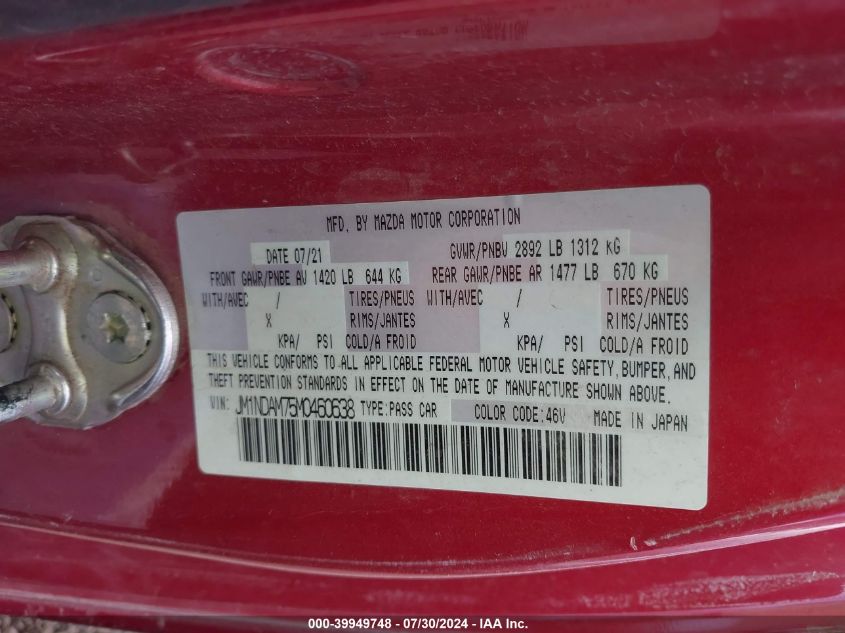 MFD. BY MAZDA MOTOR CORPORATION
DATE 07/21 GVWR/PNBV 2892 LB 1312 KG
FRONT GAWR/PNBE AV 1420 LB 644 KG REAR GAWR/PNBE AR 1477 LB 670 KG
WITH/AVEC / TIRES/PNEUS WITH/AVEC / TIRES/PNEUS
X RIMS/JANTES X RIMS/JANTES
KPA/ PSI COLD/A FROID KPA/ PSI COLD/A FROID
THIS VEHICLE CONFORMS TO ALL APPLICABLE FEDERAL MOTOR VEHICLE SAFETY, BUMPER, AND
THEFT PREVENTION STANDARDS IN EFFECT ON THE DATE OF MANUFACTURE SHOWN ABOVE.
VIN: JM1NDAM75M0460638 TYPE:PASS CAR COLOR CODE:46V MADE IN JAPAN
000-39949748 - 07/30/2024 - IAA Inc.